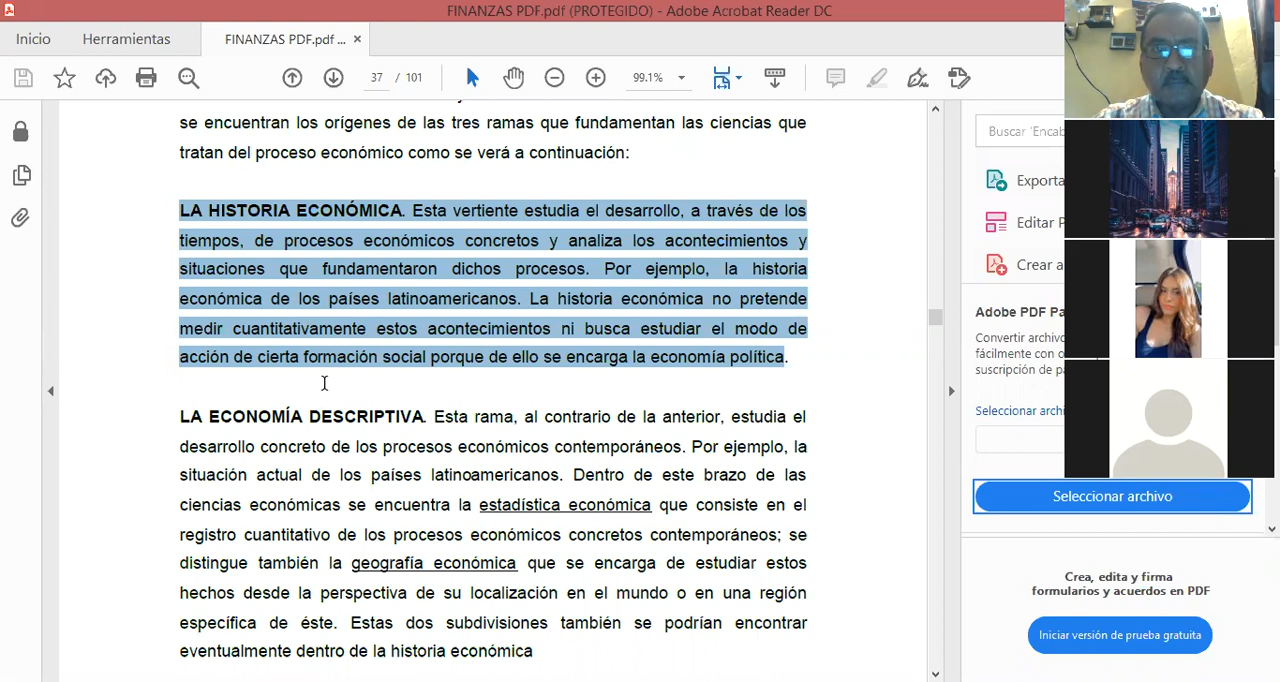 FINANZAS PDF.pdf (PROTEGIDO) - Adobe Acrobat Reader DC
Inicio
Herramientas
FINANZAS PDF.pdf ...
37 / 101
99.1%
se encuentran los orígenes de las tres ramas que fundamentan las ciencias que
tratan del proceso económico como se verá a continuación:
LA HISTORIA ECONÓMICA. Esta vertiente estudia el desarrollo, a través de los
tiempos, de procesos económicos concretos y analiza los acontecimientos y
situaciones que fundamentaron dichos procesos. Por ejemplo, la historia
económica de los países latinoamericanos. La historia económica no pretende
medir cuantitativamente estos acontecimientos ni busca estudiar el modo de
acción de cierta formación social porque de ello se encarga la economía política.
LA ECONOMÍA DESCRIPTIVA. Esta rama, al contrario de la anterior, estudia el
desarrollo concreto de los procesos económicos contemporáneos. Por ejemplo, la
situación actual de los países latinoamericanos. Dentro de este brazo de las
ciencias económicas se encuentra la estadística económica que consiste en el
registro cuantitativo de los procesos económicos concretos contemporáneos; se
distingue también la geografía económica que se encarga de estudiar estos
hechos desde la perspectiva de su localización en el mundo o en una región
específica de éste. Estas dos subdivisiones también se podrían encontrar
eventualmente dentro de la historia económica
Buscar 'Encab
Exporta
Editar P
Crear a
Adobe PDF Pa
Convertir archivo
fácilmente con o
suscripción de pa
Seleccionar archi
Seleccionar archivo
Crea, edita y firma
formularios y acuerdos en PDF
Iniciar versión de prueba gratuita